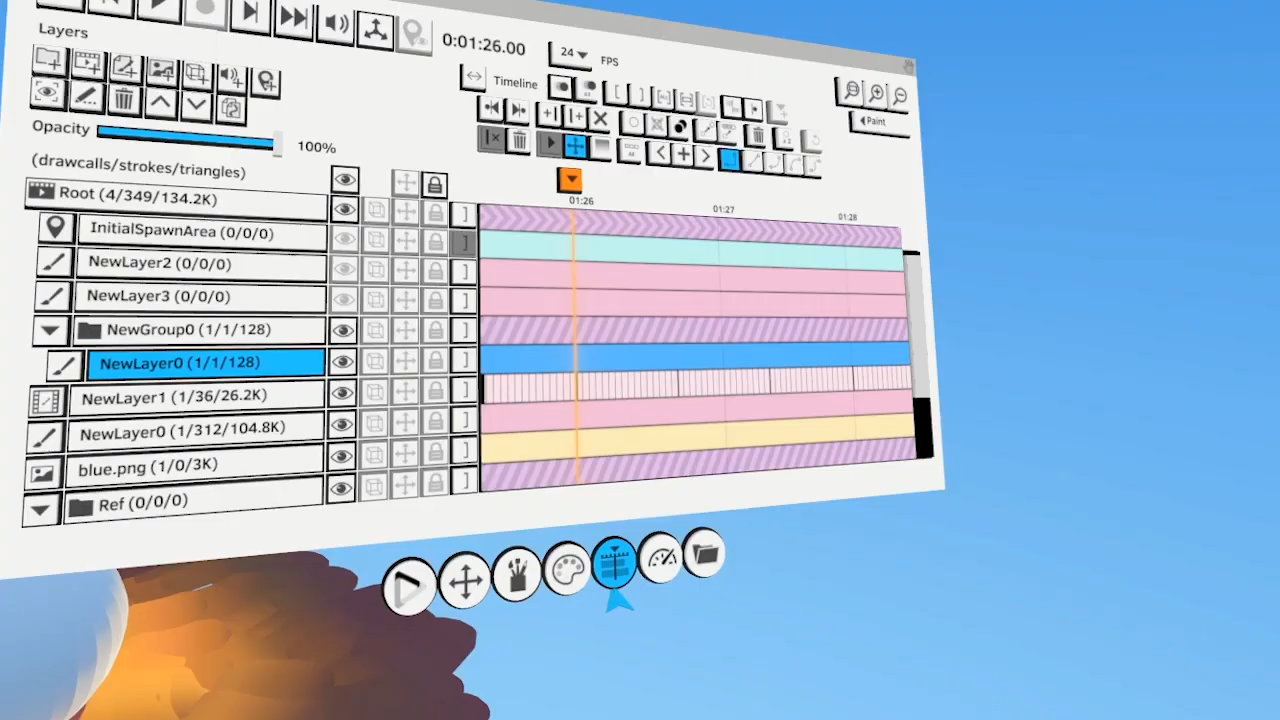 0:01:26.00
24 FPS
Layers
Timeline
Paint
Opacity 100%
(drawcalls/strokes/triangles)
01:26 01:27 01:28
Root (4/349/134.2K)
InitialSpawnArea (0/0/0)
NewLayer2 (0/0/0)
NewLayer3 (0/0/0)
NewGroup0 (1/1/128)
NewLayer0 (1/1/128)
NewLayer1 (1/36/26.2K)
NewLayer0 (1/312/104.8K)
blue.png (1/0/3K)
Ref (0/0/0)